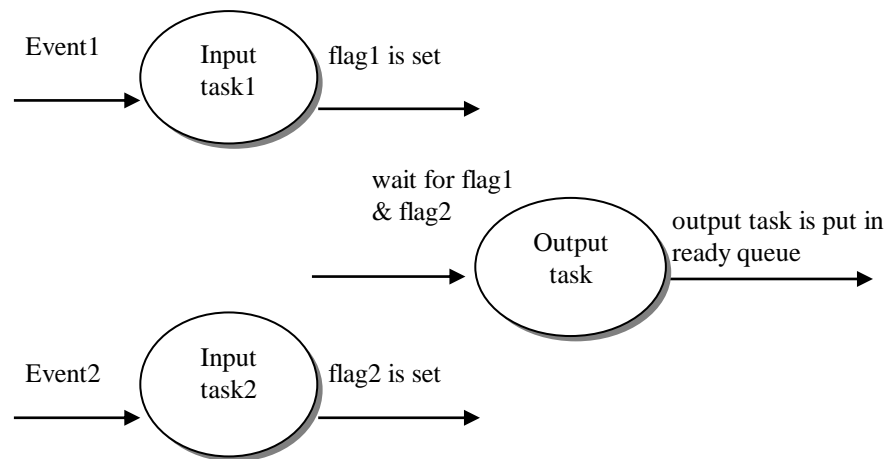 Event1
Input
task1
flag1 is set
wait for flag1
& flag2
Output
task
output task is put in
ready queue
Event2
Input
task2
flag2 is set